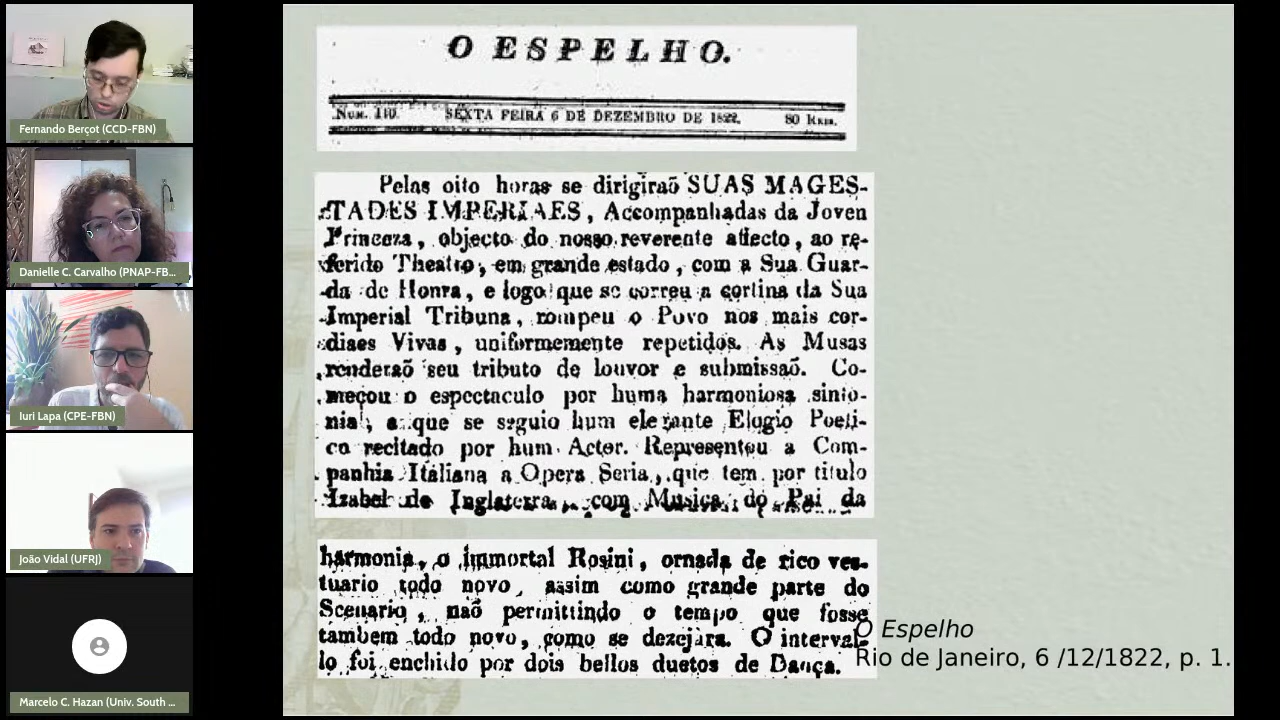 Fernando Berçot (CCD-FBN)
Danielle C. Carvalho (PNAP-FB...
Iuri Lapa (CPE-FBN)
João Vidal (UFRJ)
Marcelo C. Hazan (Univ. South ...
O ESPELHO.
NUM. SEXTA FEIRA 6 DE DEZEMBRO DE 1822. 80 REIS.
Pelas oito horas se dirigiraõ SUAS MAGES-
TADES IMPERIAES, Accompanhadas da Joven
Princeza, objecto do nosso reverente affecto, ao re-
ferido Theatro, em grande estado, com a Sua Guar-
da de Honra, e logo que se correu a cortina da Sua
Imperial Tribuna, rompeu o Povo nos mais cor-
diaes Vivas, uniformemente repetidos. As Musas
renderaõ seu tributo de louvor e submissaõ. Co-
meçou o espectaculo por huma harmoniosa sinfo-
nia, a que se seguio hum elegante Elogio Poeti-
co recitado por hum Actor. Representou a Com-
panhia Italiana a Opera Seria, que tem por titulo
Izabel de Inglaterra, com Musica do Pai da
harmonia, o immortal Rosini, ornada de rico ves-
tuario todo novo, assim como grande parte do
Scenario, naõ permittindo o tempo que fosse
tambem todo novo, como se dezejára. O interval-
lo foi enchido por dois bellos duetos de Dança.
O Espelho
Rio de Janeiro, 6 /12/1822, p. 1.